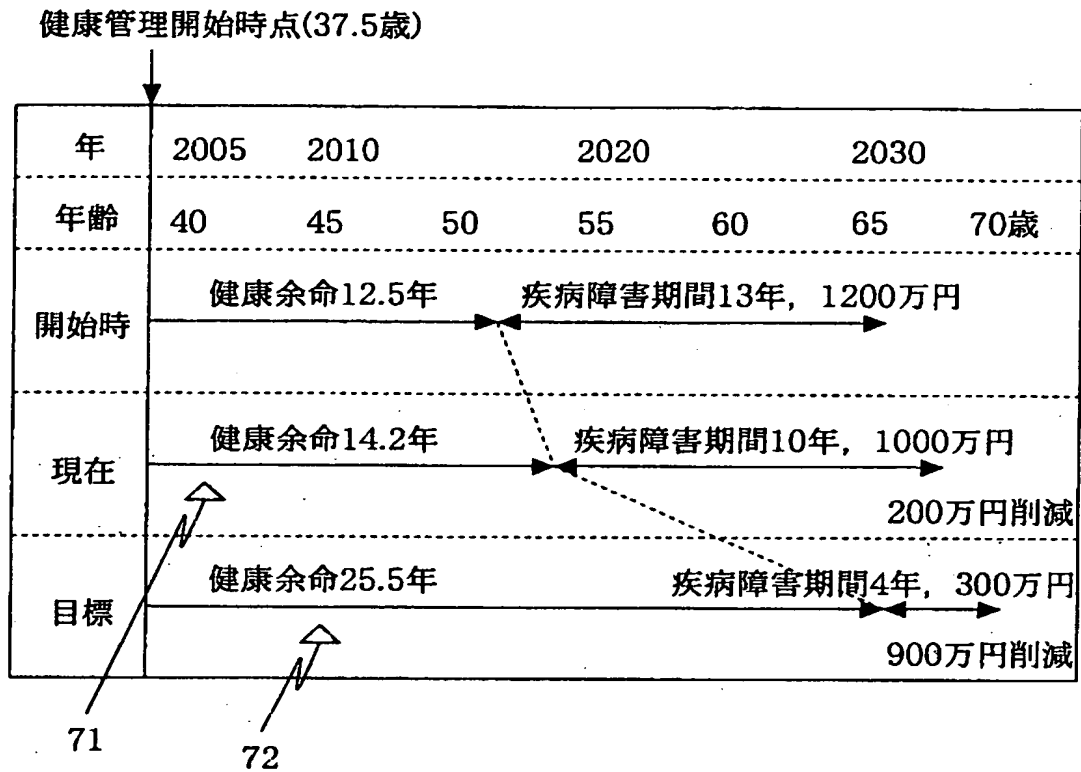 健康管理開始時点(37.5歳)
年 2005 2010 2020 2030
年齢 40 45 50 55 60 65 70歳
開始時 健康余命12.5年 疾病障害期間13年, 1200万円
現在 健康余命14.2年 疾病障害期間10年, 1000万円
200万円削減
目標 健康余命25.5年 疾病障害期間4年, 300万円
900万円削減
71
72